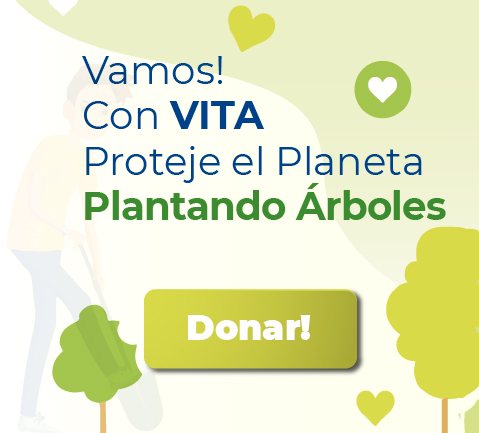 Vamos!
Con VITA
Proteje el Planeta
Plantando Árboles
Donar!